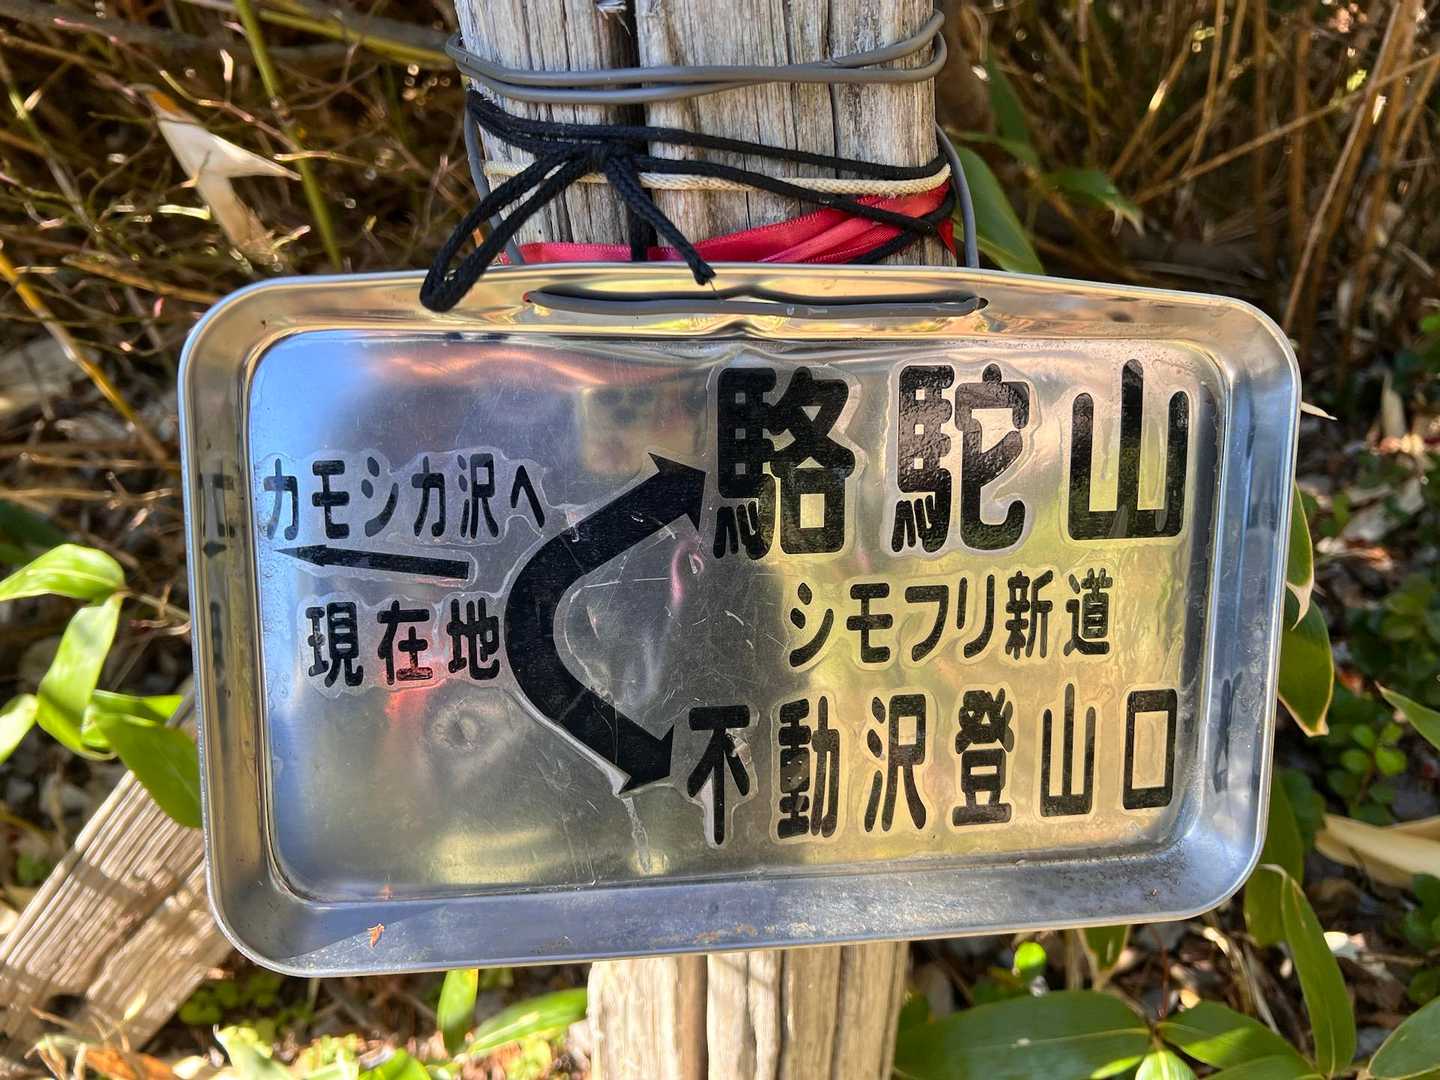 駱駝山
カモシカ沢へ
シモフリ新道
現在地
不動沢登山口